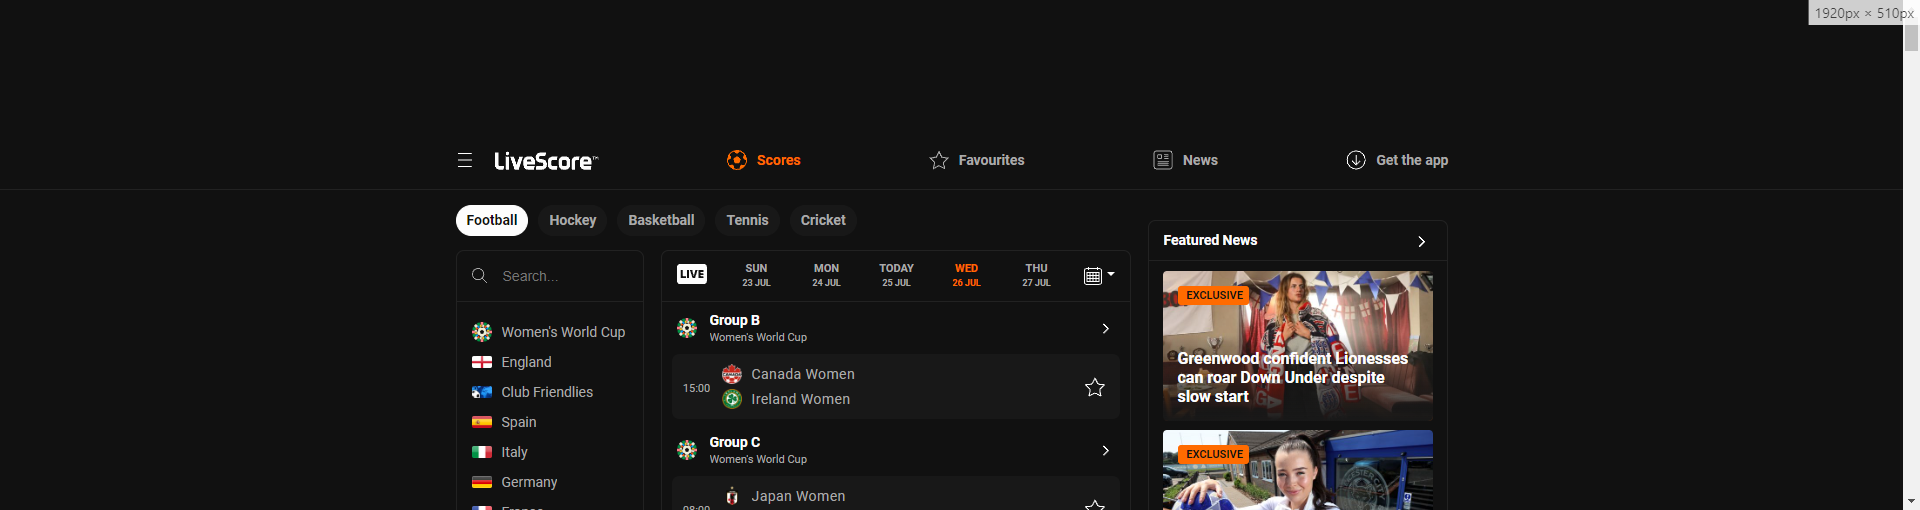 1920px × 510px
LiveScore™
Scores
Favourites
News
Get the app
Football
Hockey
Basketball
Tennis
Cricket
Search...
Women's World Cup
England
Club Friendlies
Spain
Italy
Germany
France
LIVE
SUN
23 JUL
MON
24 JUL
TODAY
25 JUL
WED
26 JUL
THU
27 JUL
Group B
Women's World Cup
15:00
Canada Women
Ireland Women
Group C
Women's World Cup
08:00
Japan Women
Featured News
EXCLUSIVE
Greenwood confident Lionesses
can roar Down Under despite
slow start
EXCLUSIVE